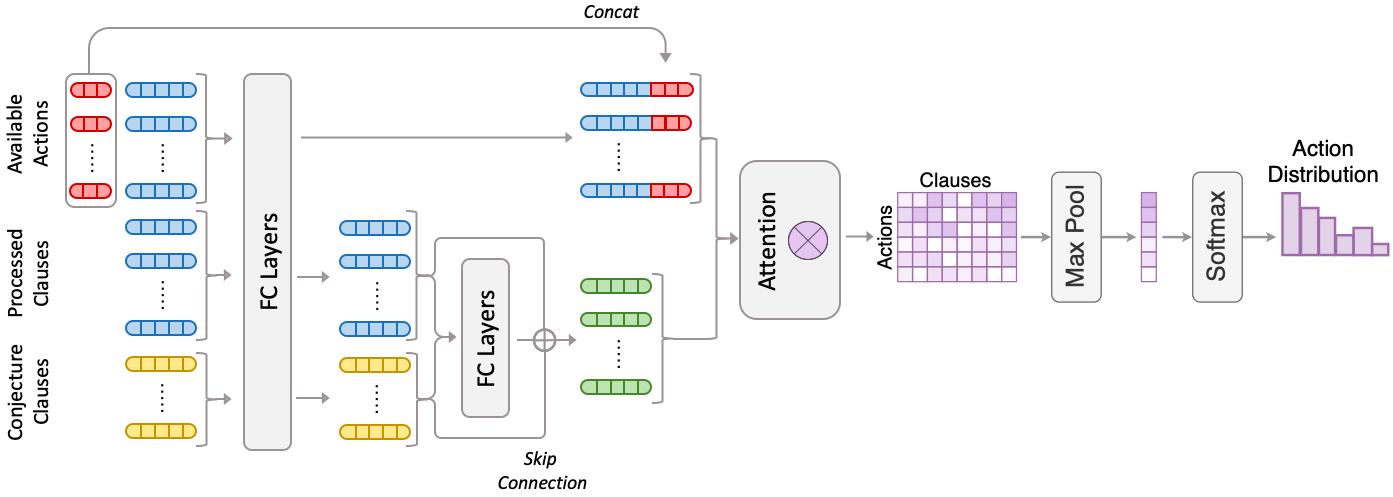 Concat
Available
Actions
Processed
Clauses
Conjecture
Clauses
FC Layers
FC Layers
Skip
Connection
Attention
Clauses
Actions
Max Pool
Softmax
Action
Distribution